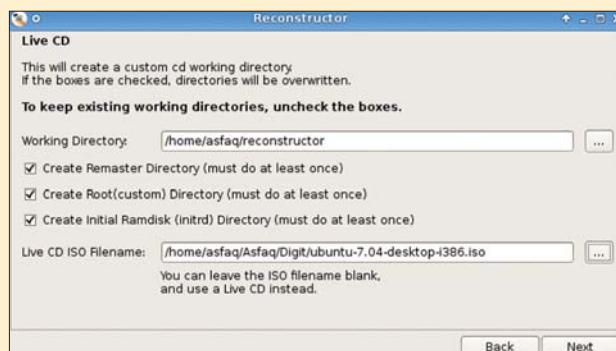 Reconstructor
Live CD
This will create a custom cd working directory.
If the boxes are checked, directories will be overwritten.
To keep existing working directories, uncheck the boxes.
Working Directory: /home/asfaq/reconstructor ...
Create Remaster Directory (must do at least once)
Create Root(custom) Directory (must do at least once)
Create Initial Ramdisk (initrd) Directory (must do at least once)
Live CD ISO Filename: /home/asfaq/Asfaq/Digit/ubuntu-7.04-desktop-i386.iso ...
You can leave the ISO filename blank,
and use a Live CD instead.
Back Next